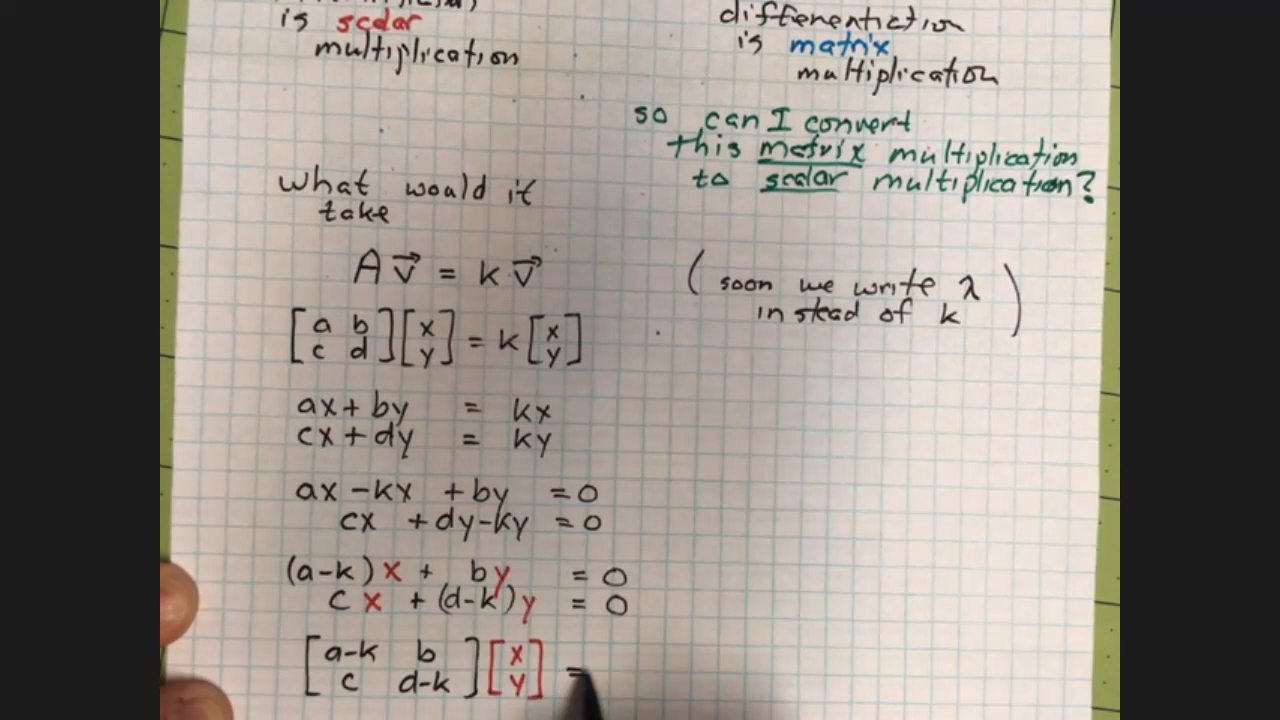 is scalar
multiplication
differentiation
is matrix
multiplication
so can I convert
this matrix multiplication
to scalar multiplication?
what would it
take
A v⃗ = k v⃗
(soon we write λ
instead of k)
[a b; c d] [x; y] = k [x; y]
ax + by = kx
cx + dy = ky
ax - kx + by = 0
cx + dy - ky = 0
(a-k)x + by = 0
cx + (d-k)y = 0
[a-k b; c d-k] [x; y] =